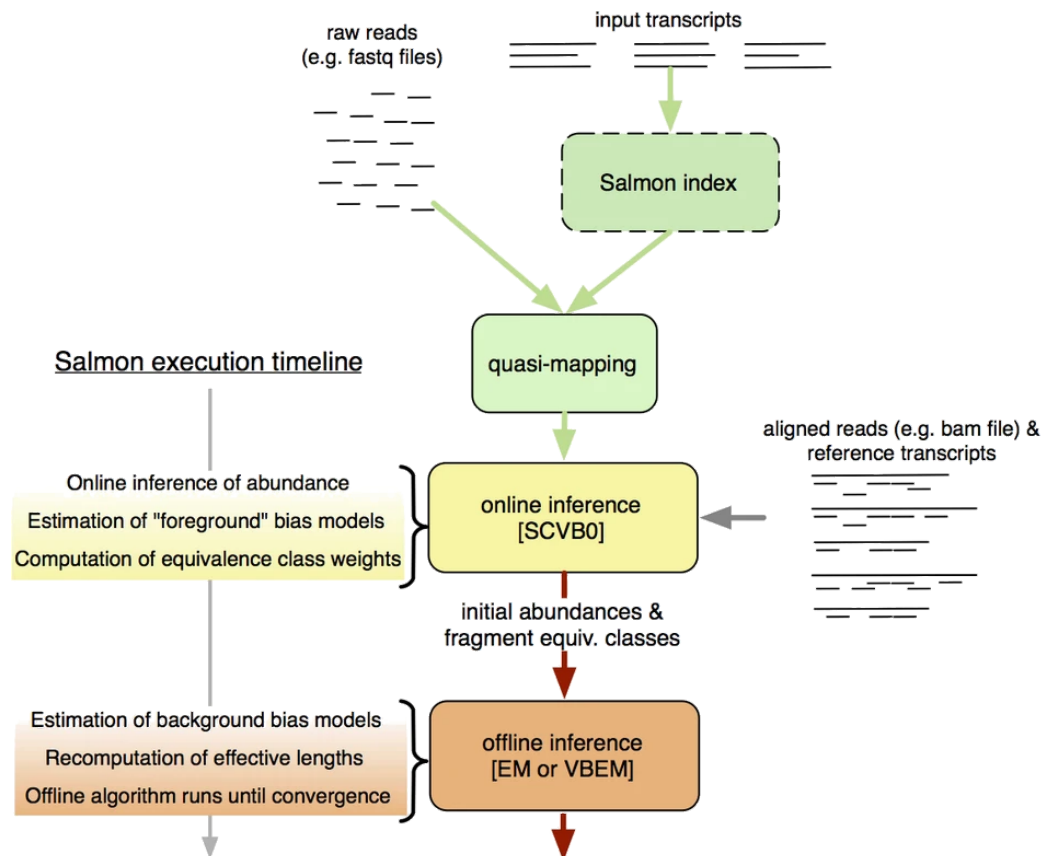 raw reads
(e.g. fastq files)
input transcripts
Salmon index
quasi-mapping
Salmon execution timeline
aligned reads (e.g. bam file) &
reference transcripts
Online inference of abundance
Estimation of "foreground" bias models
Computation of equivalence class weights
online inference
[SCVB0]
initial abundances &
fragment equiv. classes
Estimation of background bias models
Recomputation of effective lengths
Offline algorithm runs until convergence
offline inference
[EM or VBEM]